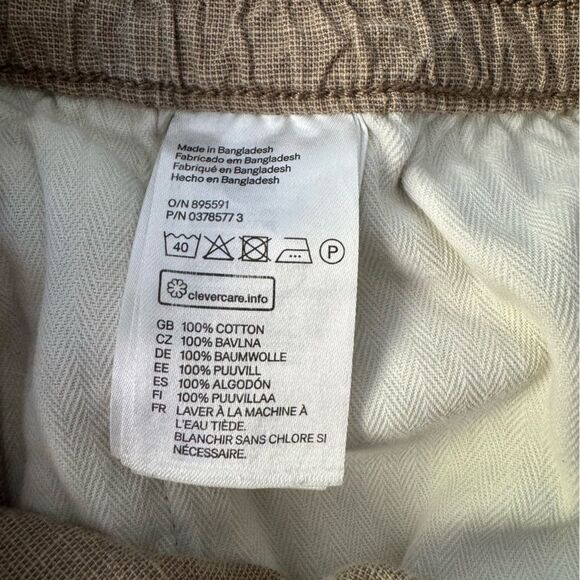 Made in Bangladesh
Fabricado em Bangladesh
Fabriqué en Bangladesh
Hecho en Bangladesh
O/N 895591
P/N 0378577 3
40 P
clevercare.info
GB 100% COTTON
CZ 100% BAVLNA
DE 100% BAUMWOLLE
EE 100% PUUVILL
ES 100% ALGODÓN
FI 100% PUUVILLAA
FR LAVER À LA MACHINE À
L'EAU TIÈDE.
BLANCHIR SANS CHLORE SI
NÉCESSAIRE.